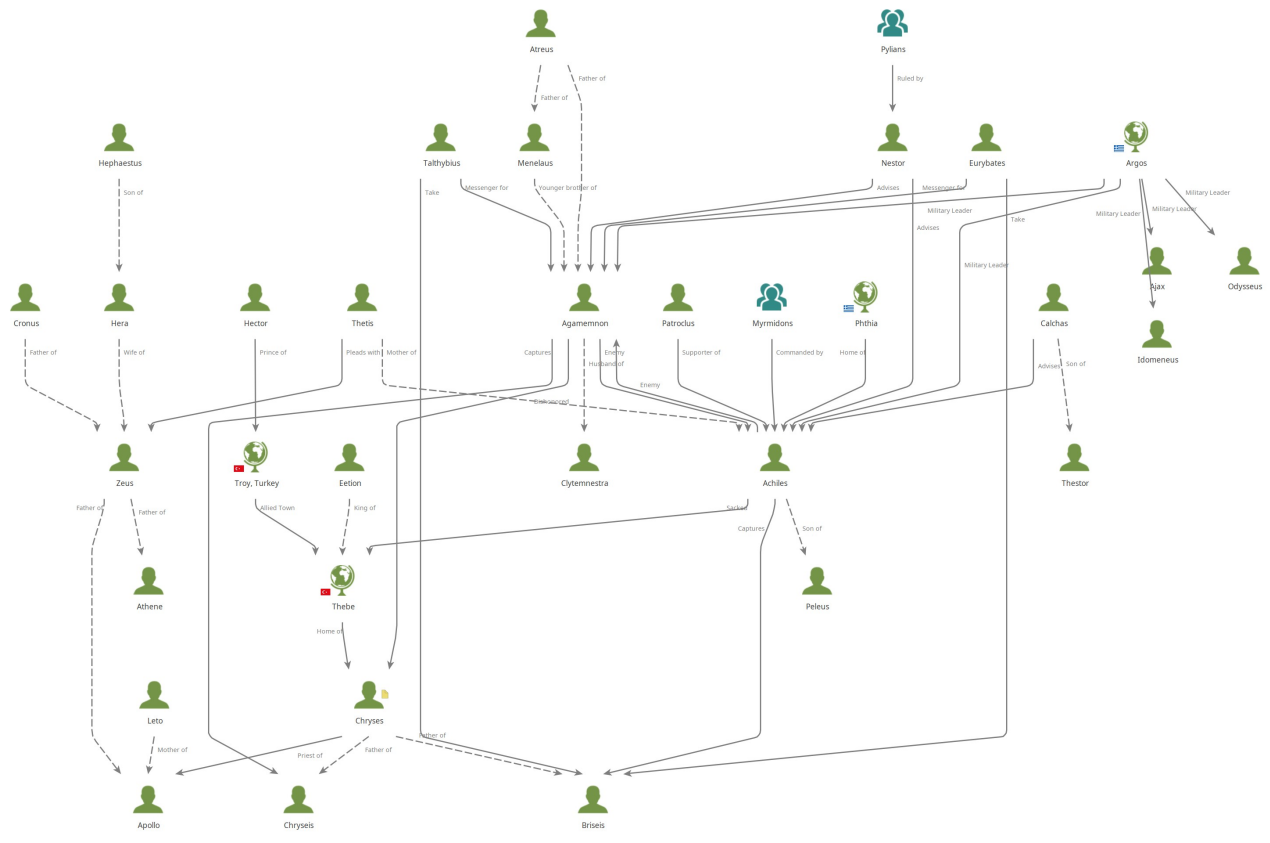 Atreus
Pylians
Father of
Ruled by
Father of
Hephaestus
Talthybius
Menelaus
Nestor
Eurybates
Argos
Son of
Take
Messenger for
Younger brother of
Advises
Messenger for
Military Leader
Military Leader
Military Leader
Military Leader
Take
Advises
Military Leader
Ajax
Odysseus
Cronus
Hera
Hector
Thetis
Agamemnon
Patroclus
Myrmidons
Phthia
Calchas
Idomeneus
Father of
Wife of
Prince of
Pleads with
Mother of
Captures
Enemy
Husband of
Supporter of
Commanded by
Home of
Advises
Son of
Enemy
Dishonored
Zeus
Troy, Turkey
Eetion
Clytemnestra
Achiles
Thestor
Father of
Father of
Allied Town
King of
Sacked
Captures
Son of
Athene
Thebe
Peleus
Home of
Leto
Chryses
Mother of
Priest of
Father of
Father of
Apollo
Chryseis
Briseis